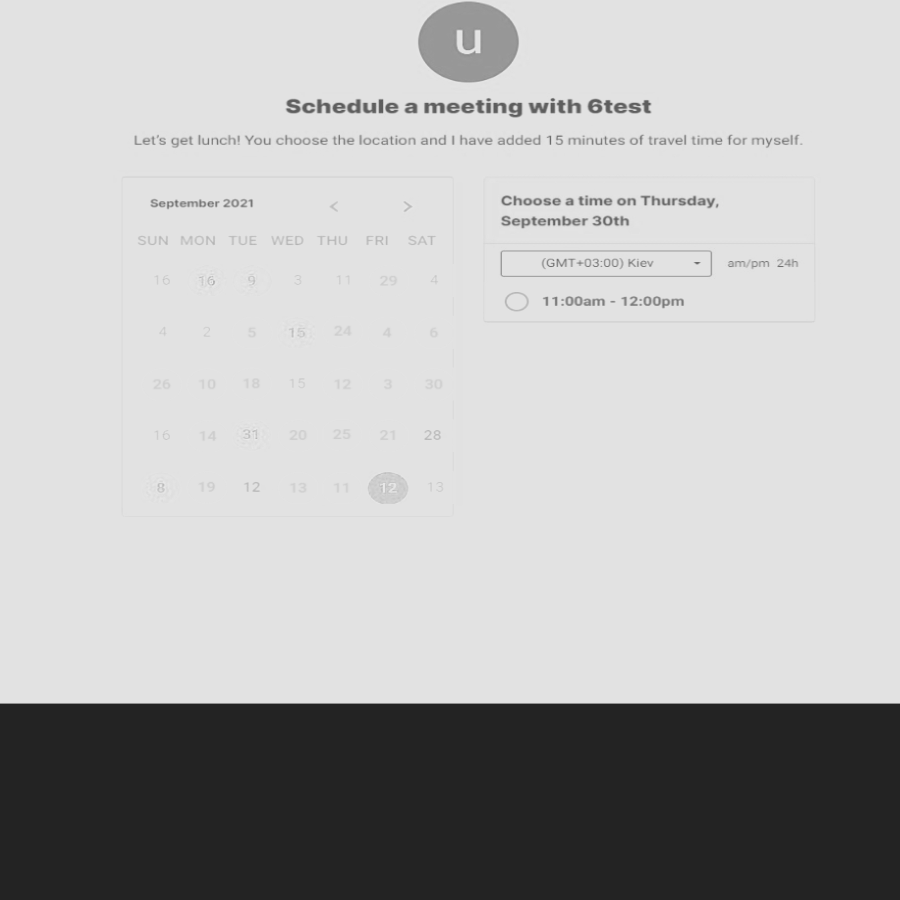 u
Schedule a meeting with 6test
Let's get lunch! You choose the location and I have added 15 minutes of travel time for myself.
September 2021 < >
SUN MON TUE WED THU FRI SAT
16 16 9 3 11 29 4
4 2 5 15 24 4 6
26 10 18 15 12 3 30
16 14 31 20 25 21 28
8 19 12 13 11 12 13
Choose a time on Thursday,
September 30th
(GMT+03:00) Kiev am/pm 24h
11:00am - 12:00pm